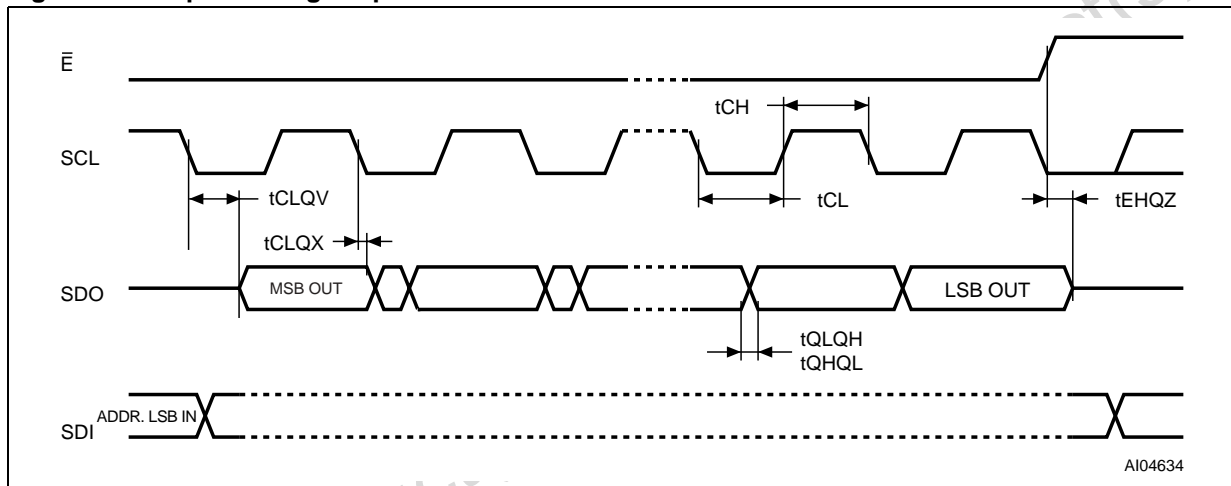 Ē
tCH
SCL
tCLQV
tCL
tEHQZ
tCLQX
SDO
MSB OUT
LSB OUT
tQLQH
tQHQL
ADDR. LSB IN
SDI
AI04634